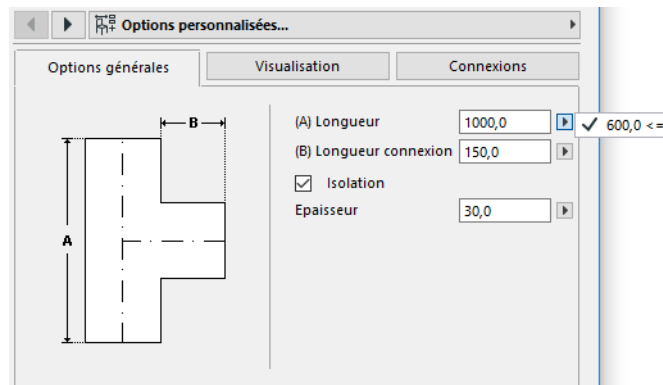 Options personnalisées...
Options générales Visualisation Connexions
B
A
(A) Longueur 1000,0 600,0 <=
(B) Longueur connexion 150,0
Isolation
Epaisseur 30,0